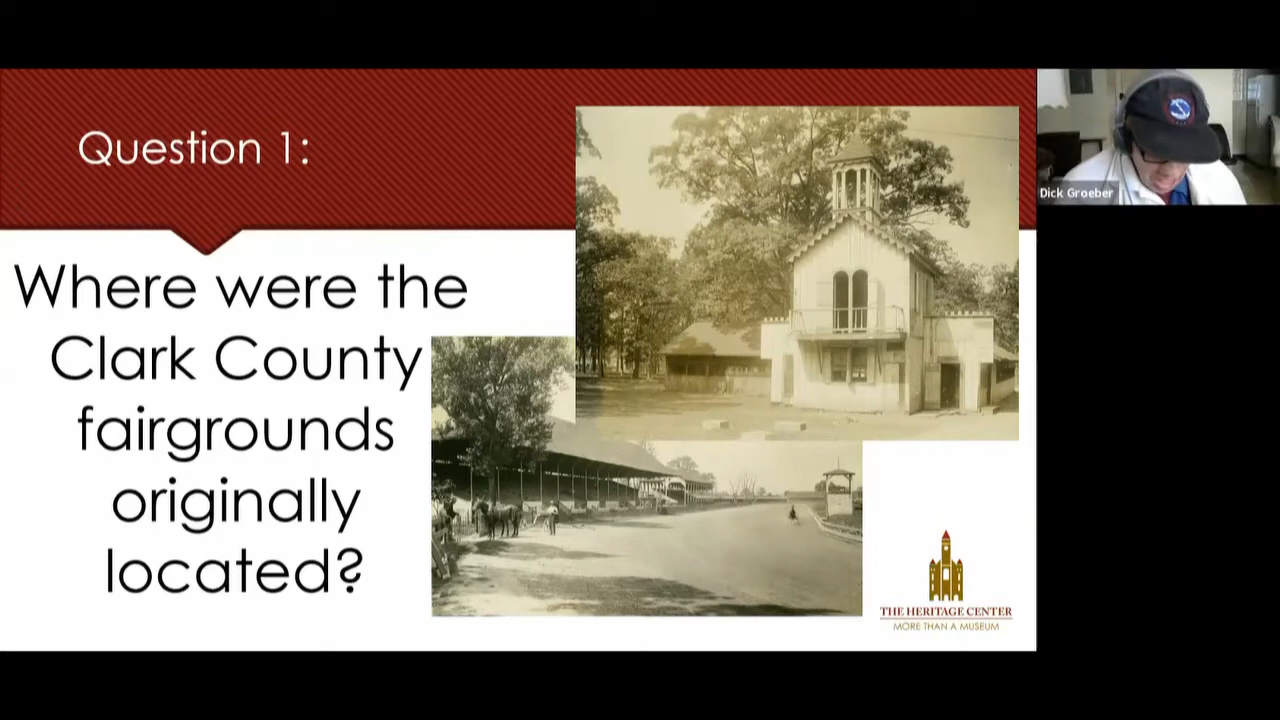 Question 1:
Where were the
Clark County
fairgrounds
originally
located?
THE HERITAGE CENTER
MORE THAN A MUSEUM
Dick Groeber